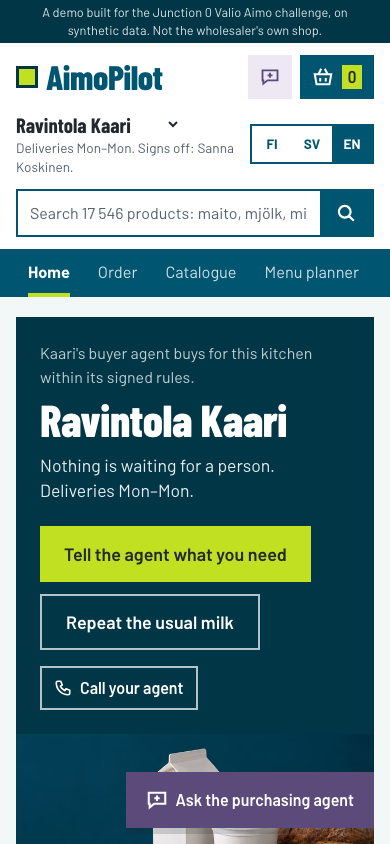 A demo built for the Junction 0 Valio Aimo challenge, on
synthetic data. Not the wholesaler's own shop.
AimoPilot
0
Ravintola Kaari
Deliveries Mon–Mon. Signs off: Sanna
Koskinen.
FI SV EN
Search 17 546 products: maito, mjölk, mi
Home Order Catalogue Menu planner
Kaari's buyer agent buys for this kitchen
within its signed rules.
Ravintola Kaari
Nothing is waiting for a person.
Deliveries Mon–Mon.
Tell the agent what you need
Repeat the usual milk
Call your agent
Ask the purchasing agent